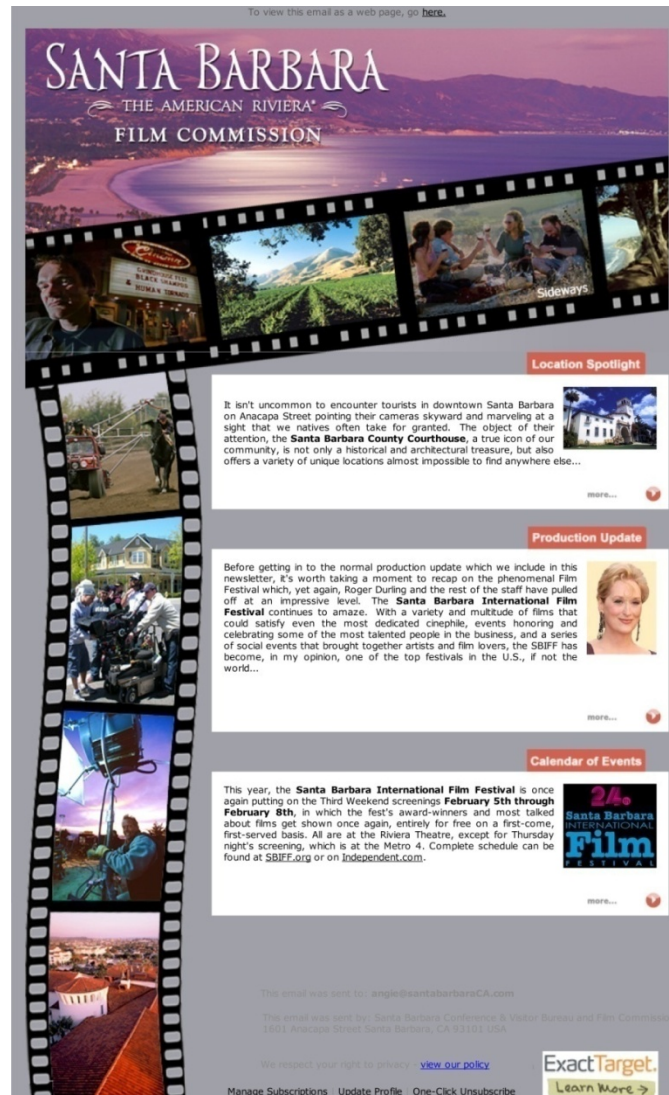 To view this email as a web page, go here.
SANTA BARBARA
THE AMERICAN RIVIERA®
FILM COMMISSION
GRINDHOUSE FEST
BLACK SHAMPOO
& HUMAN TORNADO
Sideways
Location Spotlight
It isn't uncommon to encounter tourists in downtown Santa Barbara
on Anacapa Street pointing their cameras skyward and marveling at a
sight that we natives often take for granted. The object of their
attention, the Santa Barbara County Courthouse, a true icon of our
community, is not only a historical and architectural treasure, but also
offers a variety of unique locations almost impossible to find anywhere else...
more...
Production Update
Before getting in to the normal production update which we include in this
newsletter, it's worth taking a moment to recap on the phenomenal Film
Festival which, yet again, Roger Durling and the rest of the staff have pulled
off at an impressive level. The Santa Barbara International Film
Festival continues to amaze. With a variety and multitude of films that
could satisfy even the most dedicated cinephile, events honoring and
celebrating some of the most talented people in the business, and a series
of social events that brought together artists and film lovers, the SBIFF has
become, in my opinion, one of the top festivals in the U.S., if not the
world...
more...
Calendar of Events
This year, the Santa Barbara International Film Festival is once
again putting on the Third Weekend screenings February 5th through
February 8th, in which the fest's award-winners and most talked
about films get shown once again, entirely for free on a first-come,
first-served basis. All are at the Riviera Theatre, except for Thursday
night's screening, which is at the Metro 4. Complete schedule can be
found at SBIFF.org or on Independent.com.
24th
Santa Barbara
INTERNATIONAL
Film
FESTIVAL
more...
This email was sent to: angie@santabarbaraCA.com
This email was sent by: Santa Barbara Conference & Visitor Bureau and Film Commiss
1601 Anacapa Street Santa Barbara, CA 93101 USA
We respect your right to privacy - view our policy
ExactTarget.
Learn More →
Manage Subscriptions | Update Profile | One-Click Unsubscribe